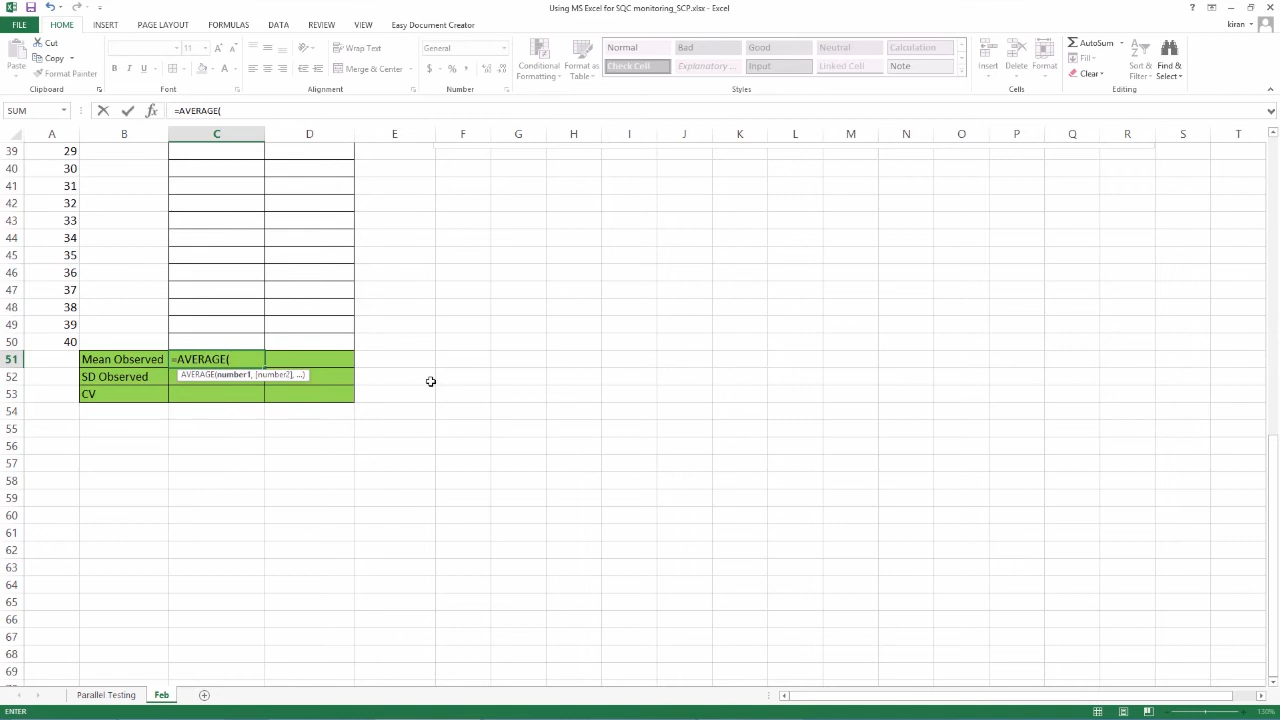 Using MS Excel for SQC monitoring_SCP.xlsx - Excel
FILE HOME INSERT PAGE LAYOUT FORMULAS DATA REVIEW VIEW Easy Document Creator kiran
Cut
Copy
Format Painter
Paste
Clipboard
11
B I U
Font
Wrap Text
Merge & Center
Alignment
General
$ % ,
Number
Conditional Formatting
Format as Table
Normal Bad Good Neutral Calculation
Check Cell Explanatory ... Input Linked Cell Note
Styles
Insert Delete Format
Cells
AutoSum
Fill
Clear
Sort & Filter
Find & Select
Editing
SUM =AVERAGE(
A B C D E F G H I J K L M N O P Q R S T
39 29
40 30
41 31
42 32
43 33
44 34
45 35
46 36
47 37
48 38
49 39
50 40
51 Mean Observed =AVERAGE(
52 SD Observed AVERAGE(number1, [number2], ...)
53 CV
54
55
56
57
58
59
60
61
62
63
64
65
66
67
68
69
Parallel Testing Feb
ENTER 130%